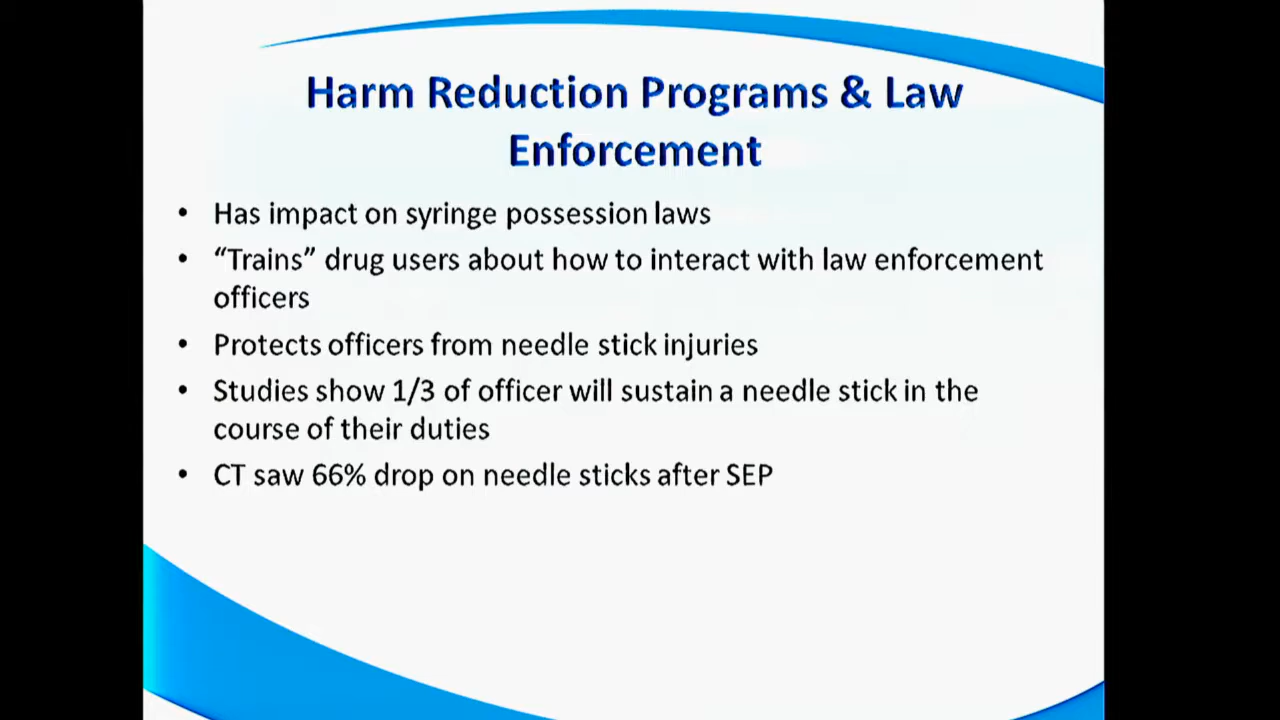 Harm Reduction Programs & Law
Enforcement
• Has impact on syringe possession laws
• “Trains” drug users about how to interact with law enforcement
officers
• Protects officers from needle stick injuries
• Studies show 1/3 of officer will sustain a needle stick in the
course of their duties
• CT saw 66% drop on needle sticks after SEP